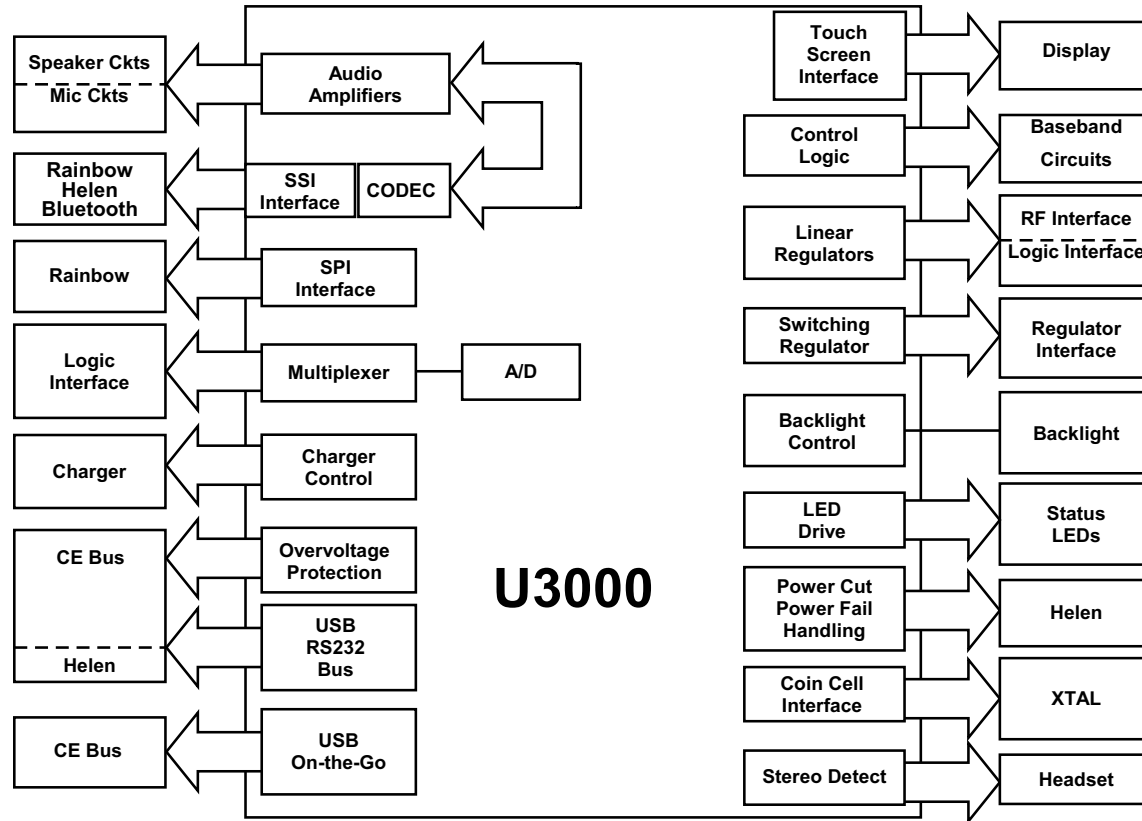 Speaker Ckts
Mic Ckts
Audio
Amplifiers
Rainbow
Helen
Bluetooth
SSI
Interface
CODEC
Rainbow
SPI
Interface
Logic
Interface
Multiplexer
A/D
Charger
Charger
Control
CE Bus
Helen
Overvoltage
Protection
USB
RS232
Bus
CE Bus
USB
On-the-Go
U3000
Touch
Screen
Interface
Display
Control
Logic
Baseband
Circuits
Linear
Regulators
RF Interface
Logic Interface
Switching
Regulator
Regulator
Interface
Backlight
Control
Backlight
LED
Drive
Status
LEDs
Power Cut
Power Fail
Handling
Helen
Coin Cell
Interface
XTAL
Stereo Detect
Headset